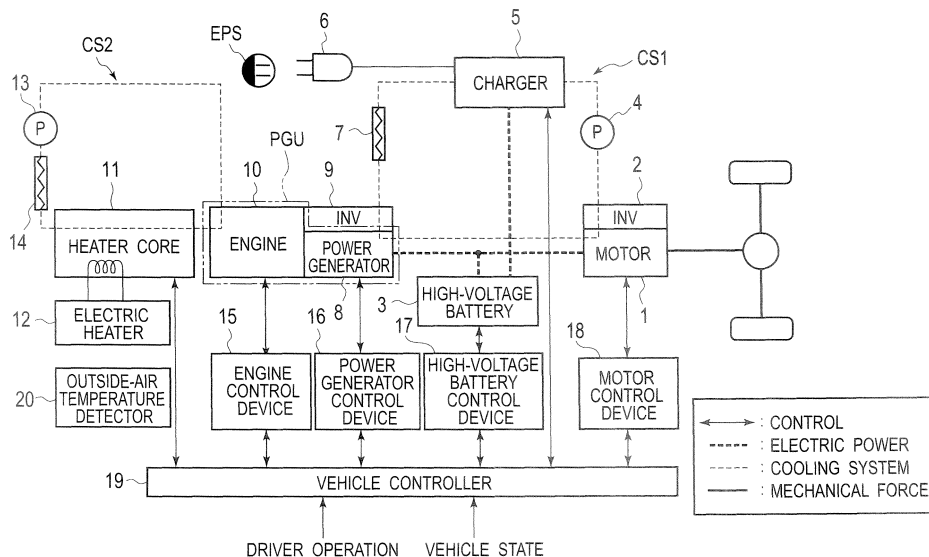 EPS
6
5
CS2
CHARGER
CS1
13
P
7
4
P
PGU
11
10
9
2
14
HEATER CORE
ENGINE
INV
POWER
GENERATOR
INV
MOTOR
8
3
HIGH-VOLTAGE
BATTERY
1
12
ELECTRIC
HEATER
15
16
17
18
20
OUTSIDE-AIR
TEMPERATURE
DETECTOR
ENGINE
CONTROL
DEVICE
POWER
GENERATOR
CONTROL
DEVICE
HIGH-VOLTAGE
BATTERY
CONTROL
DEVICE
MOTOR
CONTROL
DEVICE
: CONTROL
: ELECTRIC POWER
: COOLING SYSTEM
: MECHANICAL FORCE
19
VEHICLE CONTROLLER
DRIVER OPERATION
VEHICLE STATE